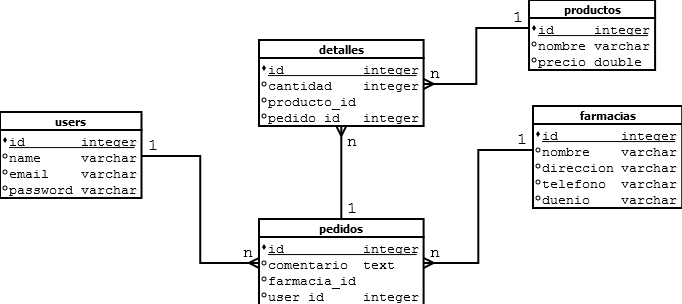 productos
id integer
nombre varchar
precio double
1
detalles
id integer
cantidad integer
producto_id
pedido_id integer
n
n
users
id integer
name varchar
email varchar
password varchar
1
farmacias
id integer
nombre varchar
direccion varchar
telefono varchar
duenio varchar
1
1
pedidos
id integer
comentario text
farmacia_id
user_id integer
n
n